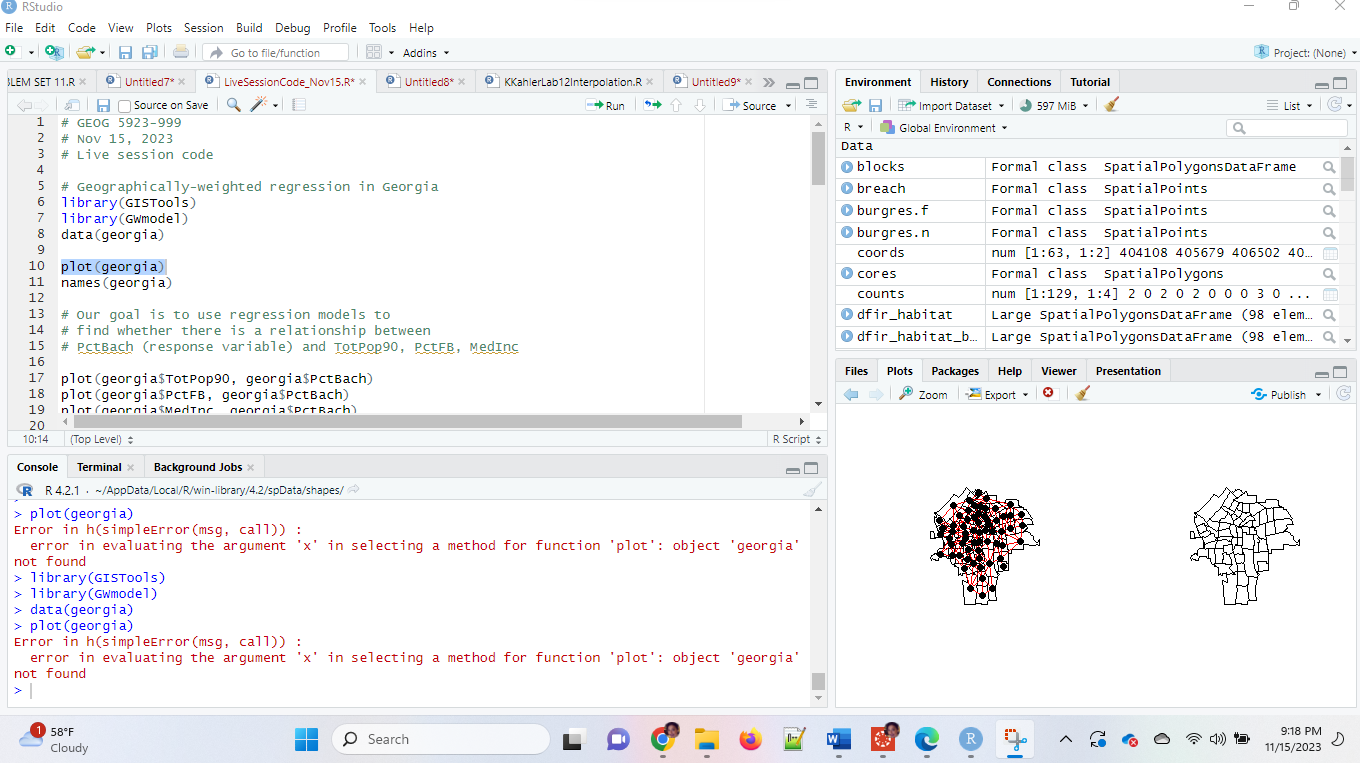 RStudio
File Edit Code View Plots Session Build Debug Profile Tools Help
Go to file/function Addins Project: (None)
BLEM SET 11.R Untitled7* LiveSessionCode_Nov15.R* Untitled8* KKahlerLab12Interpolation.R Untitled9*
Source on Save Run Source
1 # GEOG 5923-999
2 # Nov 15, 2023
3 # Live session code
4
5 # Geographically-weighted regression in Georgia
6 library(GISTools)
7 library(GWmodel)
8 data(georgia)
9
10 plot(georgia)
11 names(georgia)
12
13 # Our goal is to use regression models to
14 # find whether there is a relationship between
15 # PctBach (response variable) and TotPop90, PctFB, MedInc
16
17 plot(georgia$TotPop90, georgia$PctBach)
18 plot(georgia$PctFB, georgia$PctBach)
19 plot(georgia$MedInc, georgia$PctBach)
20
10:14 (Top Level) R Script
Console Terminal Background Jobs
R 4.2.1 · ~/AppData/Local/R/win-library/4.2/spData/shapes/
>
> plot(georgia)
Error in h(simpleError(msg, call)) :
error in evaluating the argument 'x' in selecting a method for function 'plot': object 'georgia'
not found
> library(GISTools)
> library(GWmodel)
> data(georgia)
> plot(georgia)
Error in h(simpleError(msg, call)) :
error in evaluating the argument 'x' in selecting a method for function 'plot': object 'georgia'
not found
>
Environment History Connections Tutorial
Import Dataset 597 MiB List
R Global Environment
Data
blocks Formal class SpatialPolygonsDataFrame
breach Formal class SpatialPoints
burgres.f Formal class SpatialPoints
burgres.n Formal class SpatialPoints
coords num [1:63, 1:2] 404108 405679 406502 40...
cores Formal class SpatialPolygons
counts num [1:129, 1:4] 2 0 2 0 2 0 0 0 3 0 ...
dfir_habitat Large SpatialPolygonsDataFrame (98 elem...
dfir_habitat_b... Large SpatialPolygonsDataFrame (98 elem...
Files Plots Packages Help Viewer Presentation
Zoom Export Publish
1 58°F
Cloudy
Search
9:18 PM
11/15/2023